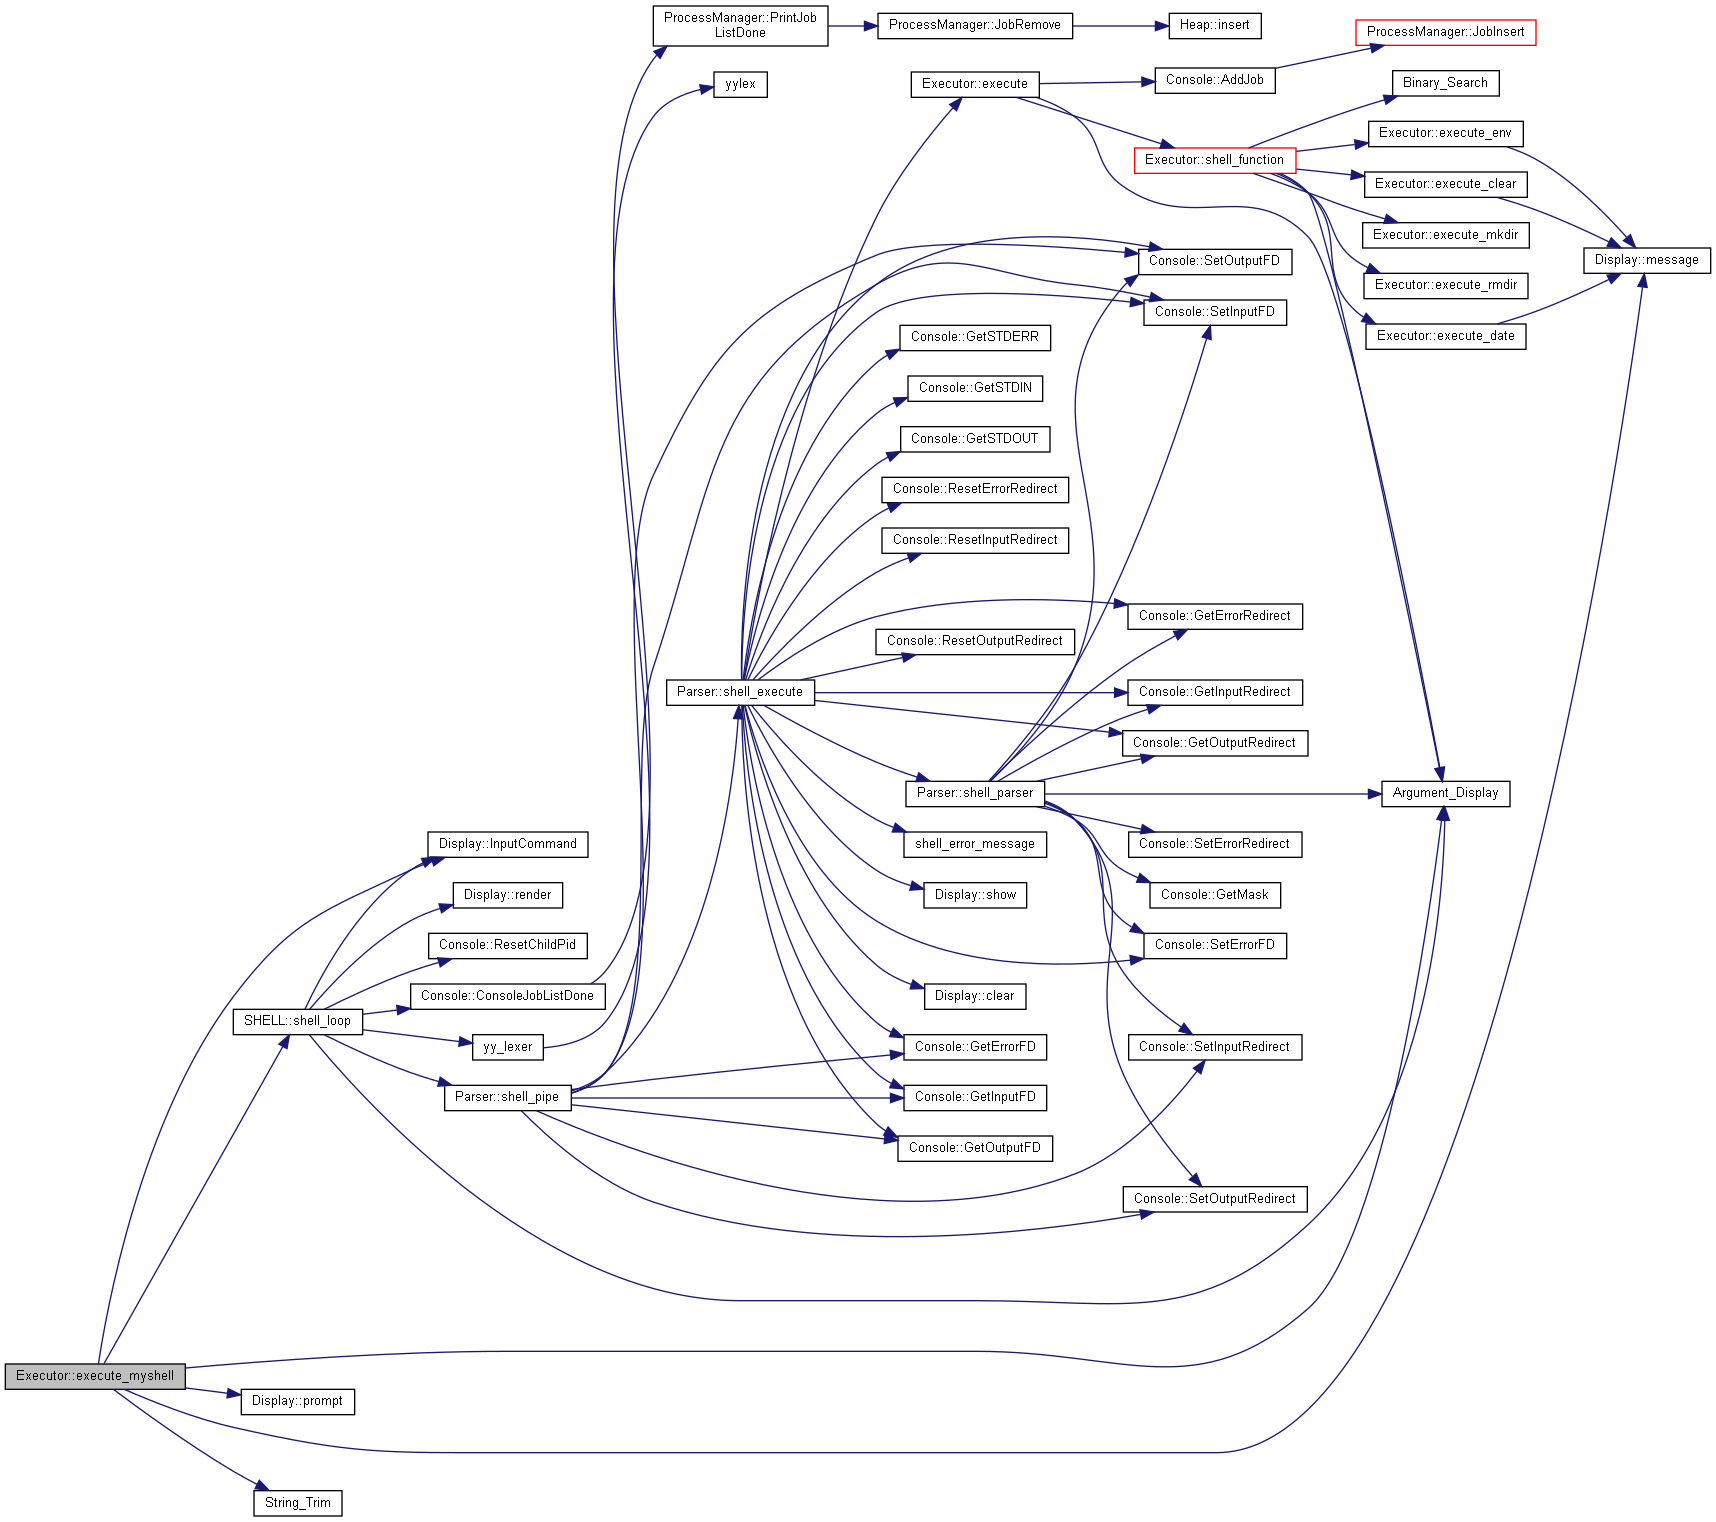 ProcessManager::PrintJob
ListDone
ProcessManager::JobRemove
Heap::insert
ProcessManager::JobInsert
yylex
Executor::execute
Console::AddJob
Binary_Search
Executor::execute_env
Executor::shell_function
Executor::execute_clear
Executor::execute_mkdir
Console::SetOutputFD
Display::message
Executor::execute_rmdir
Console::SetInputFD
Executor::execute_date
Console::GetSTDERR
Console::GetSTDIN
Console::GetSTDOUT
Console::ResetErrorRedirect
Console::ResetInputRedirect
Console::GetErrorRedirect
Console::ResetOutputRedirect
Parser::shell_execute
Console::GetInputRedirect
Console::GetOutputRedirect
Parser::shell_parser
Argument_Display
Display::InputCommand
shell_error_message
Console::SetErrorRedirect
Display::render
Display::show
Console::GetMask
Console::ResetChildPid
Console::SetErrorFD
Console::ConsoleJobListDone
Display::clear
SHELL::shell_loop
yy_lexer
Console::GetErrorFD
Console::SetInputRedirect
Parser::shell_pipe
Console::GetInputFD
Console::GetOutputFD
Console::SetOutputRedirect
Executor::execute_myshell
Display::prompt
String_Trim